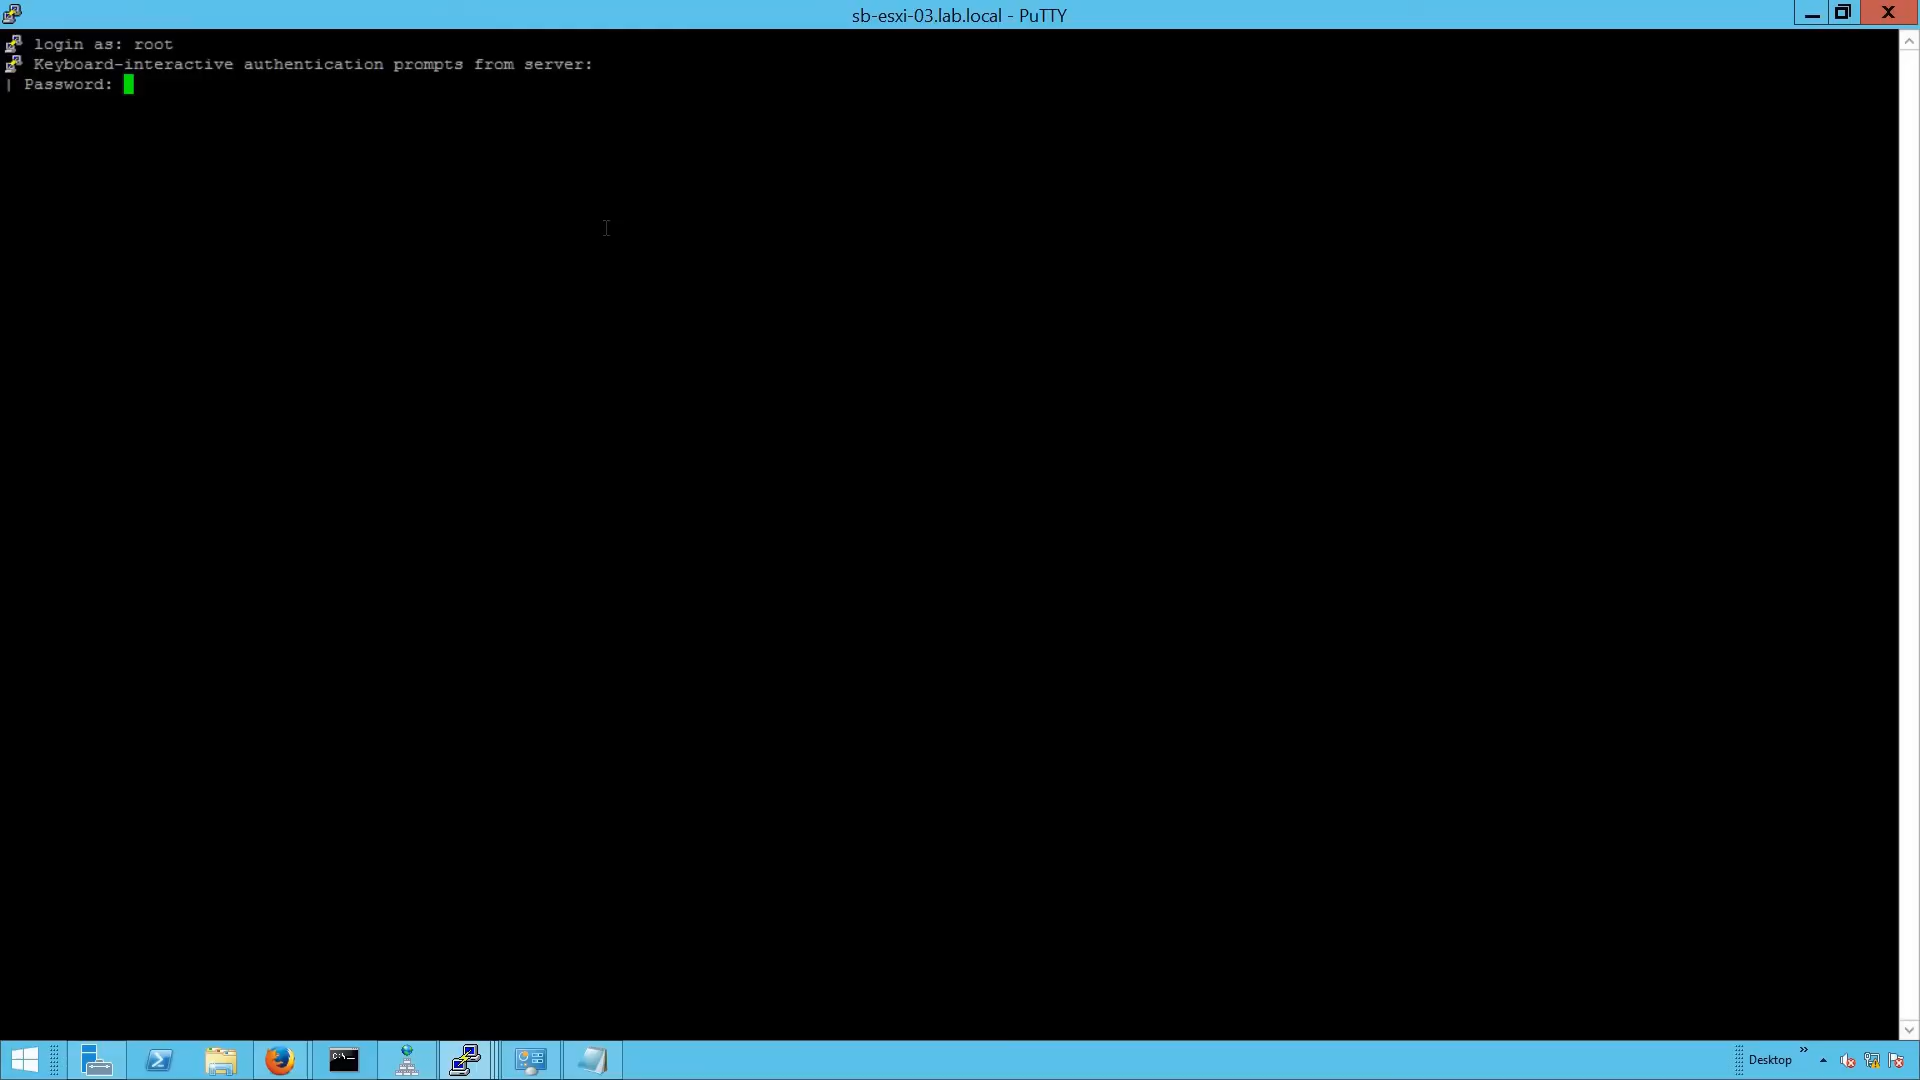 sb-esxi-03.lab.local - PuTTY
login as: root
Keyboard-interactive authentication prompts from server:
| Password:
C:\_
Desktop